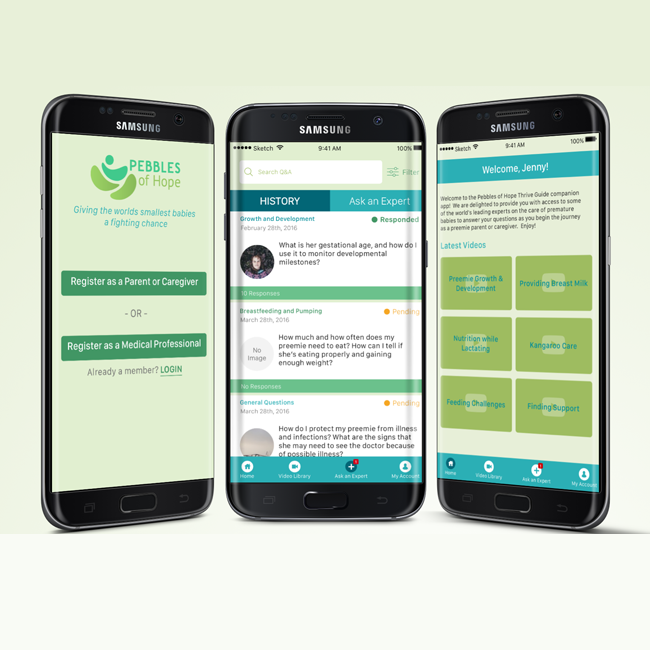 SAMSUNG
PEBBLES
of Hope
Giving the worlds smallest babies
a fighting chance
Register as a Parent or Caregiver
- OR -
Register as a Medical Professional
Already a member? LOGIN
SAMSUNG
Sketch
9:41 AM
100%
Search Q&A
Filter
HISTORY
Ask an Expert
Growth and Development
Responded
February 28th, 2016
What is her gestational age, and how do I
use it to monitor developmental
milestones?
10 Responses
Breastfeeding and Pumping
Pending
March 28th, 2016
No
Image
How much and how often does my
preemie need to eat? How can I tell if
she's eating properly and gaining
enough weight?
No Responses
General Questions
Pending
March 28th, 2016
How do I protect my preemie from illness
and infections? What are the signs that
she may need to see the doctor because
of possible illness?
Home
Video Library
Ask an Expert
My Account
SAMSUNG
Sketch
9:41 AM
100%
Welcome, Jenny!
Welcome to the Pebbles of Hope Thrive Guide companion
app! We are delighted to provide you with access to some
of the world's leading experts on the care of premature
babies to answer your questions as you begin the journey
as a preemie parent or caregiver. Enjoy!
Latest Videos
Preemie Growth &
Development
Providing Breast Milk
Nutrition while
Lactating
Kangaroo Care
Feeding Challenges
Finding Support
Home
Video Library
Ask an Expert
My Account